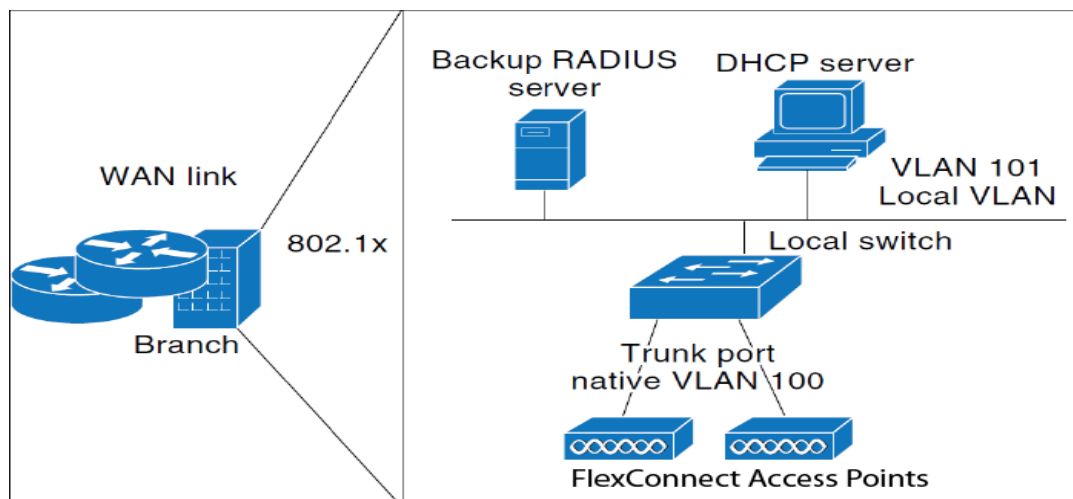 WAN link
802.1x
Branch
Backup RADIUS
server
DHCP server
VLAN 101
Local VLAN
Local switch
Trunk port
native VLAN 100
FlexConnect Access Points